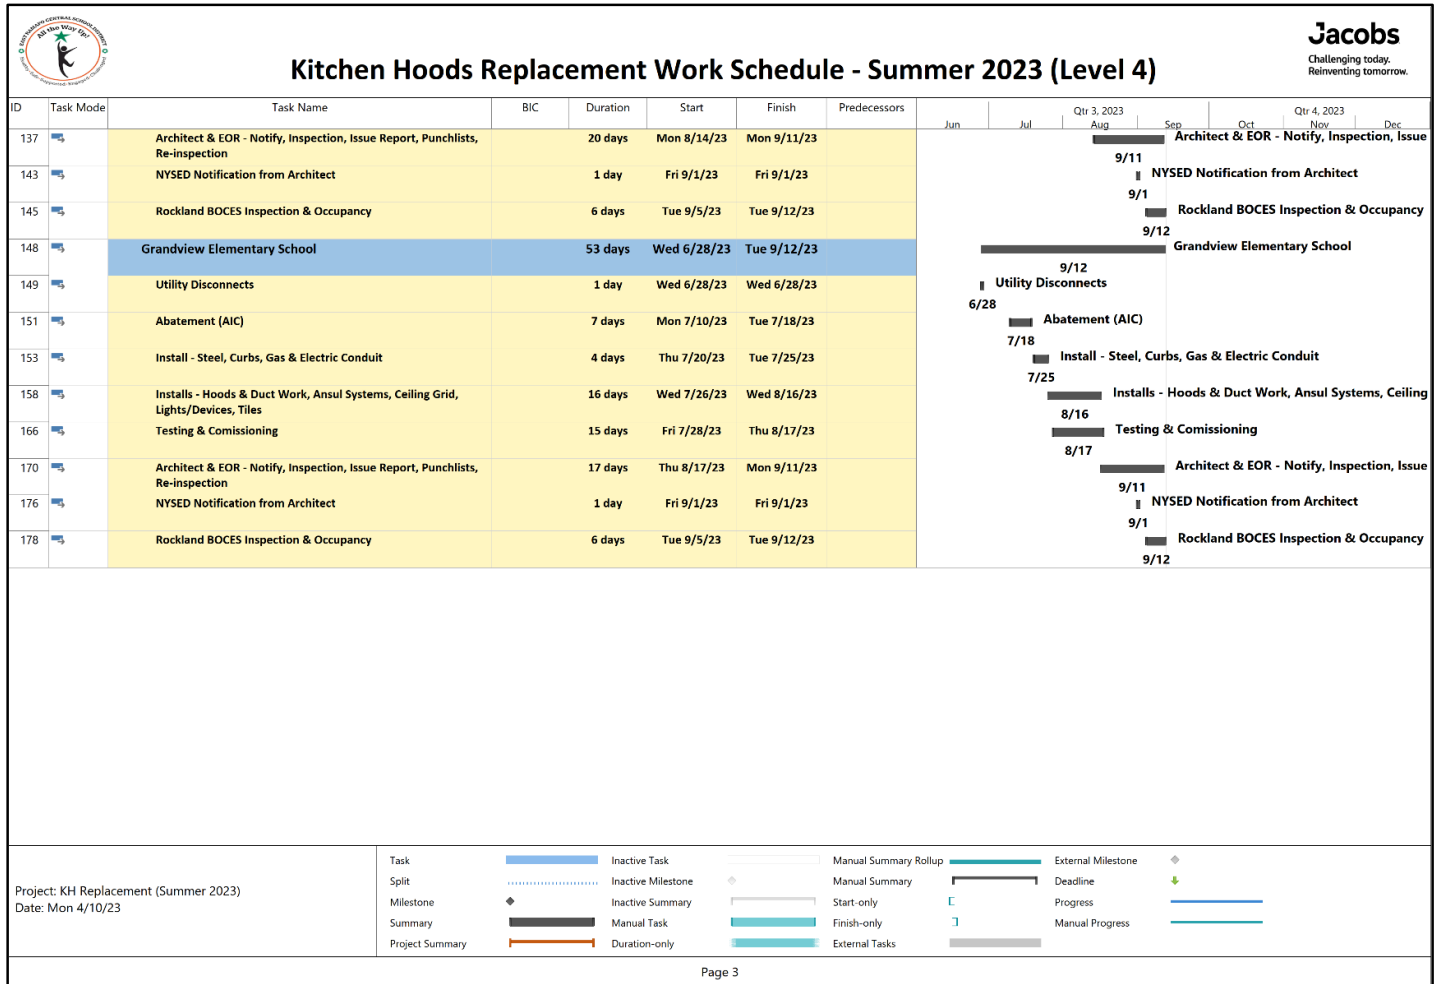 EAST RAMAPO CENTRAL SCHOOL DISTRICT
All the Way Up!
Jacobs
Challenging today.
Reinventing tomorrow.
Kitchen Hoods Replacement Work Schedule - Summer 2023 (Level 4)
ID Task Mode Task Name BIC Duration Start Finish Predecessors
Qtr 3, 2023 Qtr 4, 2023
Jun Jul Aug Sep Oct Nov Dec
137 Architect & EOR - Notify, Inspection, Issue Report, Punchlists, 20 days Mon 8/14/23 Mon 9/11/23 Architect & EOR - Notify, Inspection, Issue
Re-inspection
9/11
143 NYSED Notification from Architect 1 day Fri 9/1/23 Fri 9/1/23 NYSED Notification from Architect
9/1
145 Rockland BOCES Inspection & Occupancy 6 days Tue 9/5/23 Tue 9/12/23 Rockland BOCES Inspection & Occupancy
9/12
148 Grandview Elementary School 53 days Wed 6/28/23 Tue 9/12/23 Grandview Elementary School
9/12
149 Utility Disconnects 1 day Wed 6/28/23 Wed 6/28/23 Utility Disconnects
6/28
151 Abatement (AIC) 7 days Mon 7/10/23 Tue 7/18/23 Abatement (AIC)
7/18
153 Install - Steel, Curbs, Gas & Electric Conduit 4 days Thu 7/20/23 Tue 7/25/23 Install - Steel, Curbs, Gas & Electric Conduit
7/25
158 Installs - Hoods & Duct Work, Ansul Systems, Ceiling Grid, 16 days Wed 7/26/23 Wed 8/16/23 Installs - Hoods & Duct Work, Ansul Systems, Ceiling
Lights/Devices, Tiles
8/16
166 Testing & Comissioning 15 days Fri 7/28/23 Thu 8/17/23 Testing & Comissioning
8/17
170 Architect & EOR - Notify, Inspection, Issue Report, Punchlists, 17 days Thu 8/17/23 Mon 9/11/23 Architect & EOR - Notify, Inspection, Issue
Re-inspection
9/11
176 NYSED Notification from Architect 1 day Fri 9/1/23 Fri 9/1/23 NYSED Notification from Architect
9/1
178 Rockland BOCES Inspection & Occupancy 6 days Tue 9/5/23 Tue 9/12/23 Rockland BOCES Inspection & Occupancy
9/12
Project: KH Replacement (Summer 2023)
Date: Mon 4/10/23
Task Inactive Task Manual Summary Rollup External Milestone
Split Inactive Milestone Manual Summary Deadline
Milestone Inactive Summary Start-only Progress
Summary Manual Task Finish-only Manual Progress
Project Summary Duration-only External Tasks
Page 3